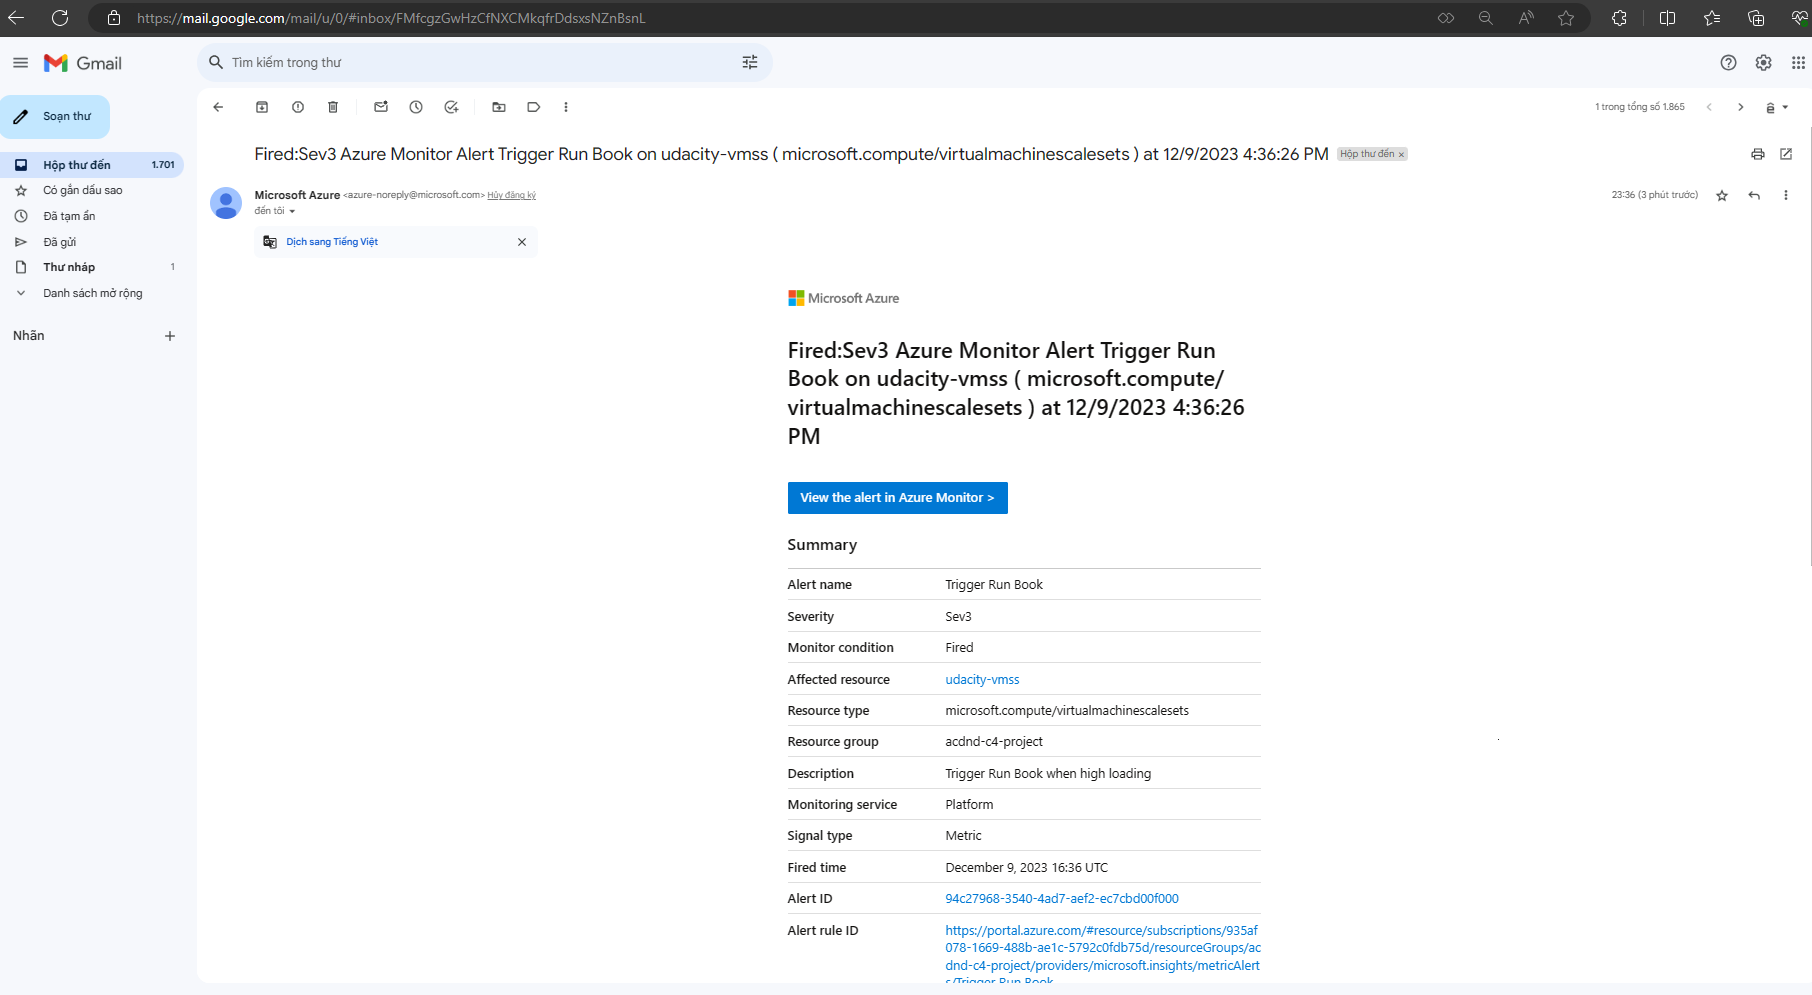 https://mail.google.com/mail/u/0/#inbox/FMfcgzGwHzCfNXCMkqfrDdsxsNZnBsnL
Gmail
Tìm kiếm trong thư
Soạn thư
1 trong tổng số 1.865
Hộp thư đến 1.701
Có gắn dấu sao
Đã tạm ẩn
Đã gửi
Thư nháp 1
Danh sách mở rộng
Nhãn
Fired:Sev3 Azure Monitor Alert Trigger Run Book on udacity-vmss ( microsoft.compute/virtualmachinescalesets ) at 12/9/2023 4:36:26 PM Hộp thư đến x
Microsoft Azure <azure-noreply@microsoft.com> Hủy đăng ký
23:36 (3 phút trước)
đến tôi
Dịch sang Tiếng Việt
Microsoft Azure
Fired:Sev3 Azure Monitor Alert Trigger Run
Book on udacity-vmss ( microsoft.compute/
virtualmachinescalesets ) at 12/9/2023 4:36:26
PM
View the alert in Azure Monitor >
Summary
Alert name Trigger Run Book
Severity Sev3
Monitor condition Fired
Affected resource udacity-vmss
Resource type microsoft.compute/virtualmachinescalesets
Resource group acdnd-c4-project
Description Trigger Run Book when high loading
Monitoring service Platform
Signal type Metric
Fired time December 9, 2023 16:36 UTC
Alert ID 94c27968-3540-4ad7-aef2-ec7cbd00f000
Alert rule ID https://portal.azure.com/#resource/subscriptions/935af
078-1669-488b-ae1c-5792c0fdb75d/resourceGroups/ac
dnd-c4-project/providers/microsoft.insights/metricAlert
s/Trigger Run Book